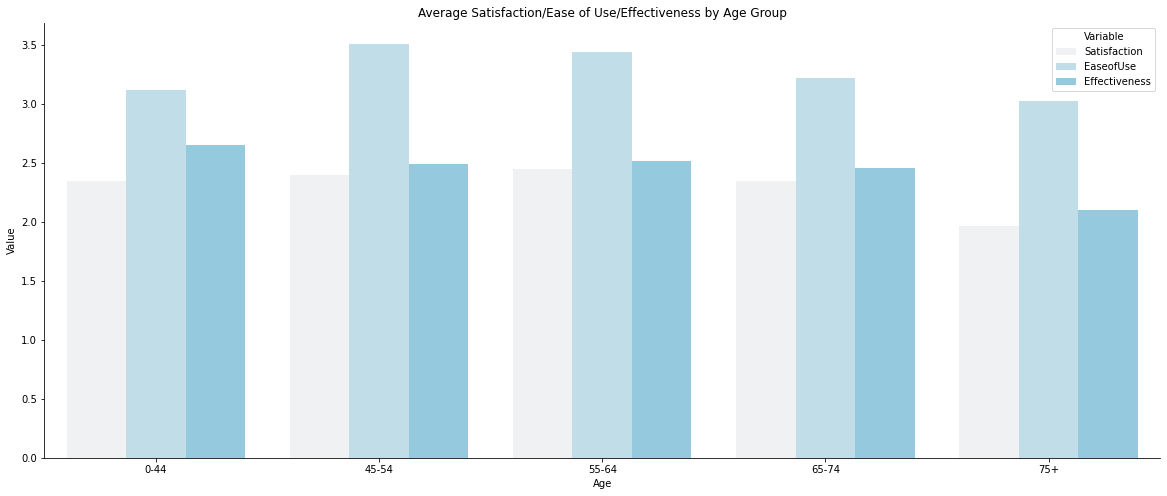 Average Satisfaction/Ease of Use/Effectiveness by Age Group
Variable
Satisfaction
EaseofUse
Effectiveness
Value
3.5
3.0
2.5
2.0
1.5
1.0
0.5
0.0
0-44 45-54 55-64 65-74 75+
Age